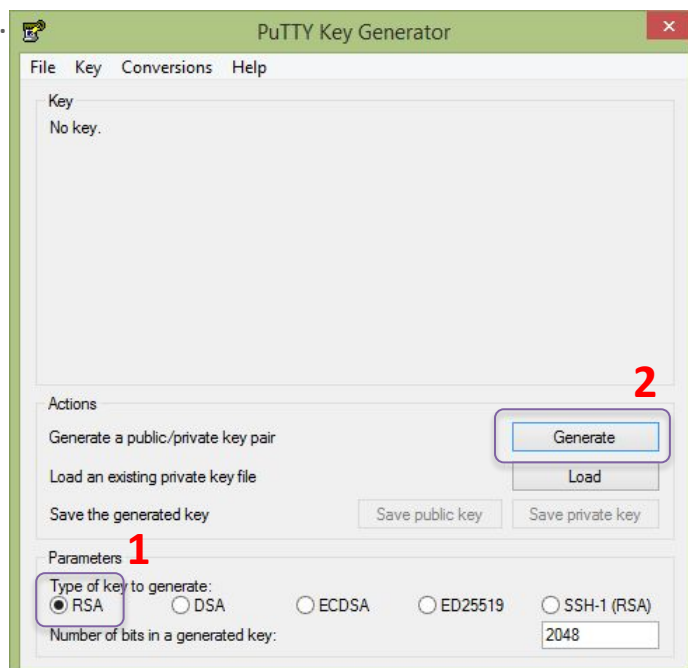 PuTTY Key Generator
File Key Conversions Help
Key
No key.
2
Actions
Generate a public/private key pair Generate
Load an existing private key file Load
Save the generated key Save public key Save private key
1
Parameters
Type of key to generate:
RSA DSA ECDSA ED25519 SSH-1 (RSA)
Number of bits in a generated key: 2048